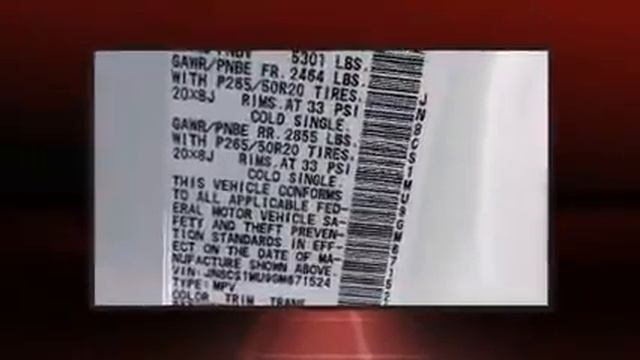 5301 LBS.
GAWR/PNBE FR. 2464 LBS.
WITH P265/50R20 TIRES.
20X8J RIMS. AT 33 PSI
COLD SINGLE.
GAWR/PNBE RR. 2855 LBS.
WITH P265/50R20 TIRES.
20X8J RIMS. AT 33 PSI
COLD SINGLE.
THIS VEHICLE CONFORMS
TO ALL APPLICABLE FED-
ERAL MOTOR VEHICLE SA-
FETY AND THEFT PREVEN-
TION STANDARDS IN EFF-
ECT ON THE DATE OF MA-
NUFACTURE SHOWN ABOVE.
VIN: JN8CS1MU9GM671524
TYPE: MPV
COLOR TRIM TRANS